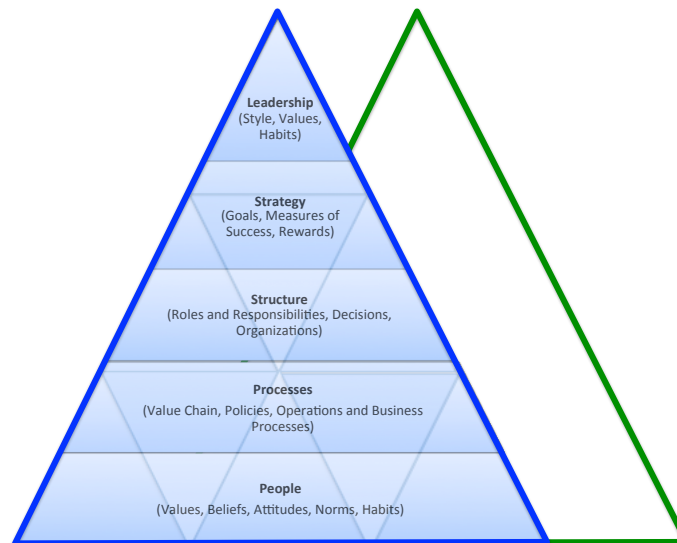 Leadership
(Style, Values,
Habits)
Strategy
(Goals, Measures of
Success, Rewards)
Structure
(Roles and Responsibilities, Decisions,
Organizations)
Processes
(Value Chain, Policies, Operations and Business
Processes)
People
(Values, Beliefs, Attitudes, Norms, Habits)